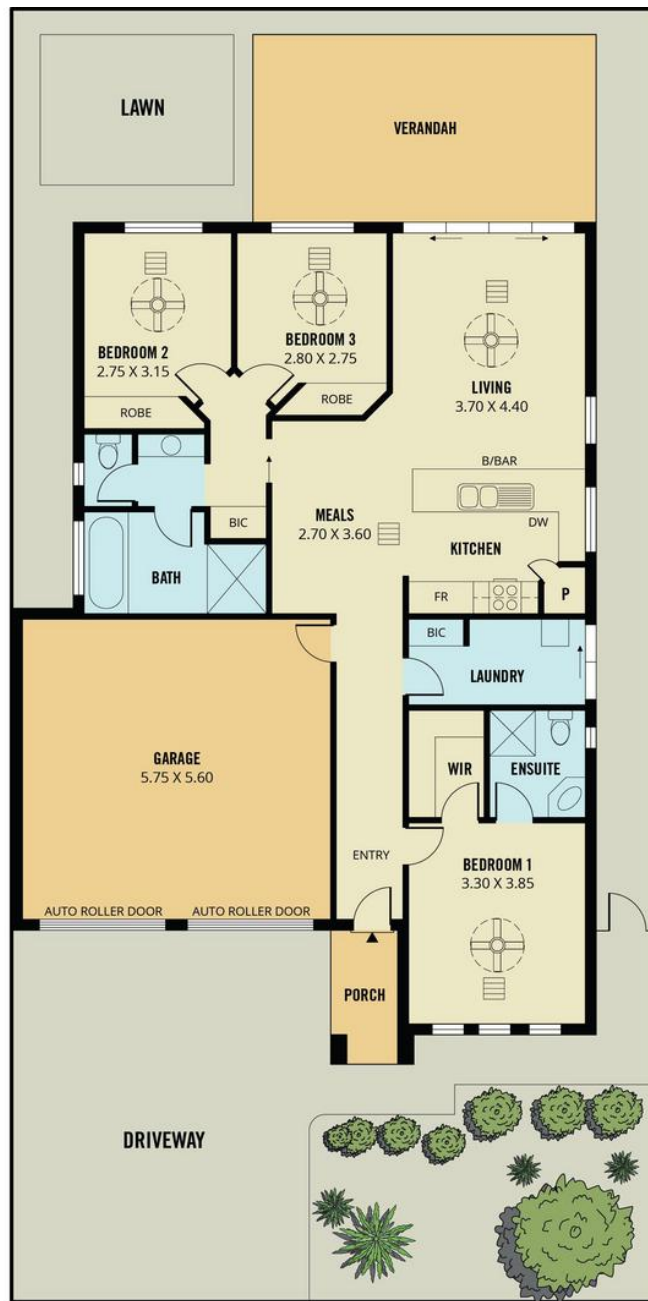 LAWN
VERANDAH
BEDROOM 2
2.75 X 3.15
ROBE
BEDROOM 3
2.80 X 2.75
ROBE
LIVING
3.70 X 4.40
B/BAR
MEALS
2.70 X 3.60
DW
KITCHEN
FR
P
BIC
BATH
BIC
LAUNDRY
GARAGE
5.75 X 5.60
WIR
ENSUITE
ENTRY
BEDROOM 1
3.30 X 3.85
AUTO ROLLER DOOR
AUTO ROLLER DOOR
PORCH
DRIVEWAY